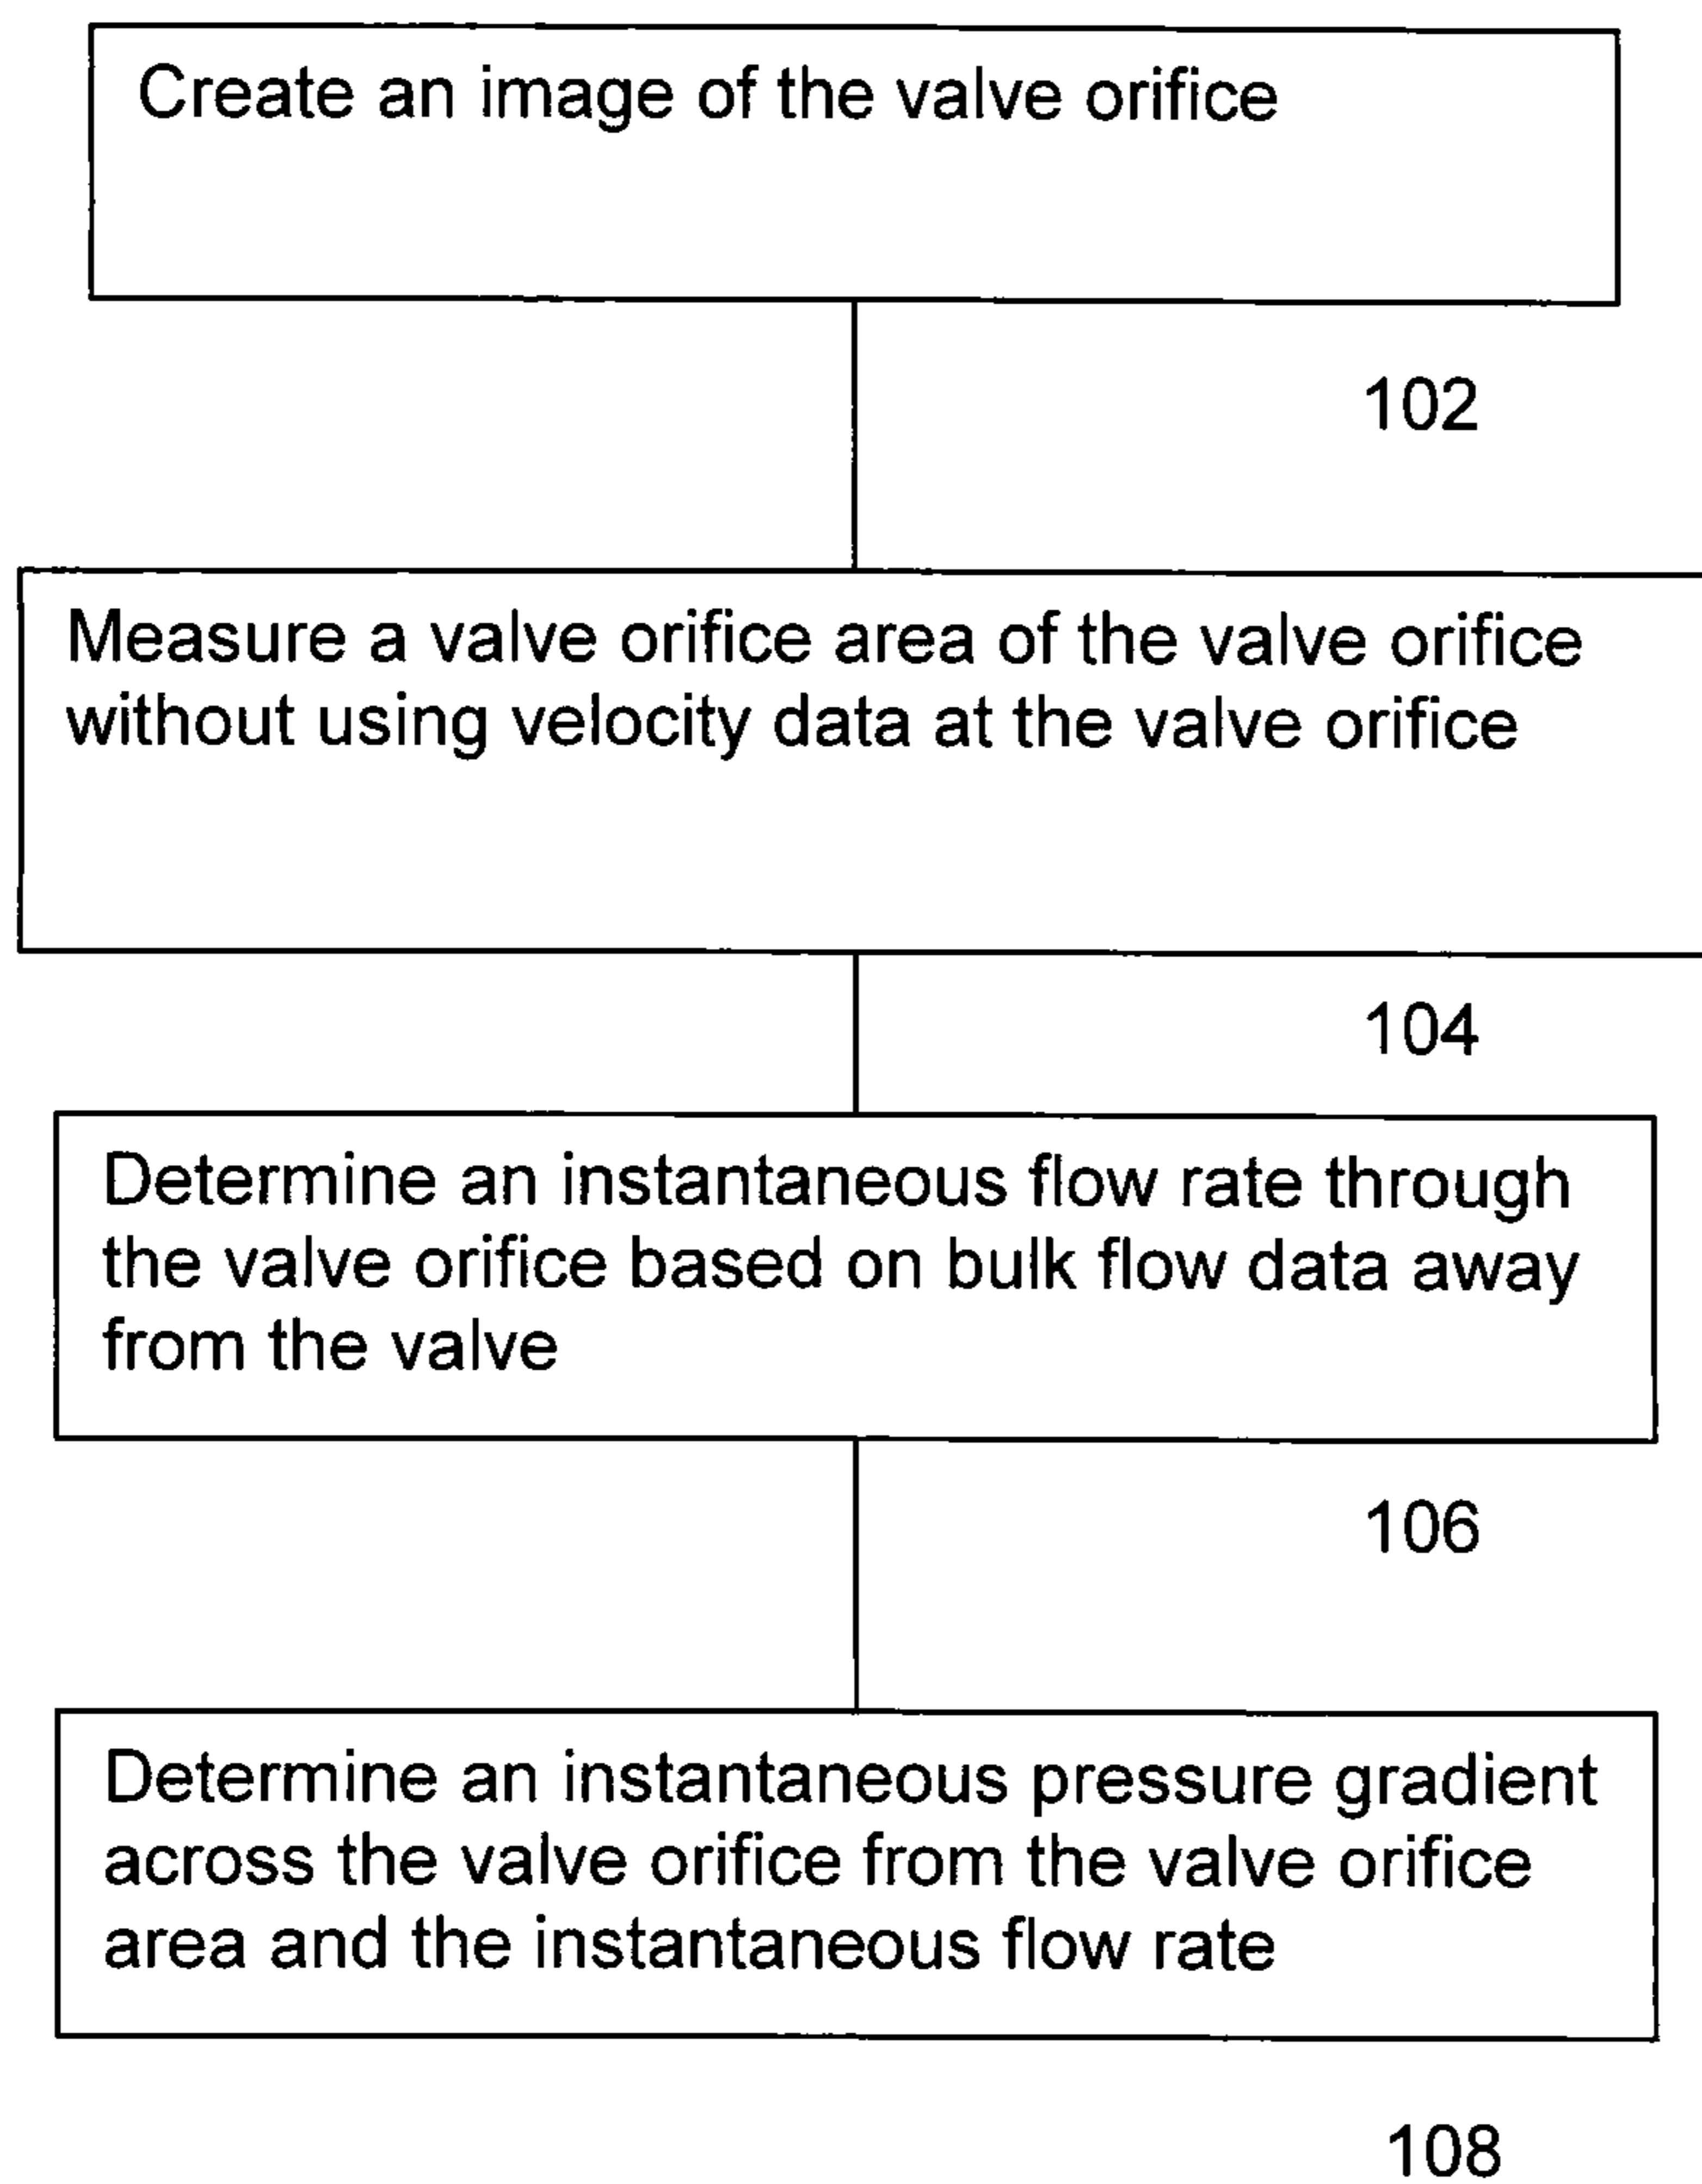 Create an image of the valve orifice
102
Measure a valve orifice area of the valve orifice
without using velocity data at the valve orifice
104
Determine an instantaneous flow rate through
the valve orifice based on bulk flow data away
from the valve
106
Determine an instantaneous pressure gradient
across the valve orifice from the valve orifice
area and the instantaneous flow rate
108